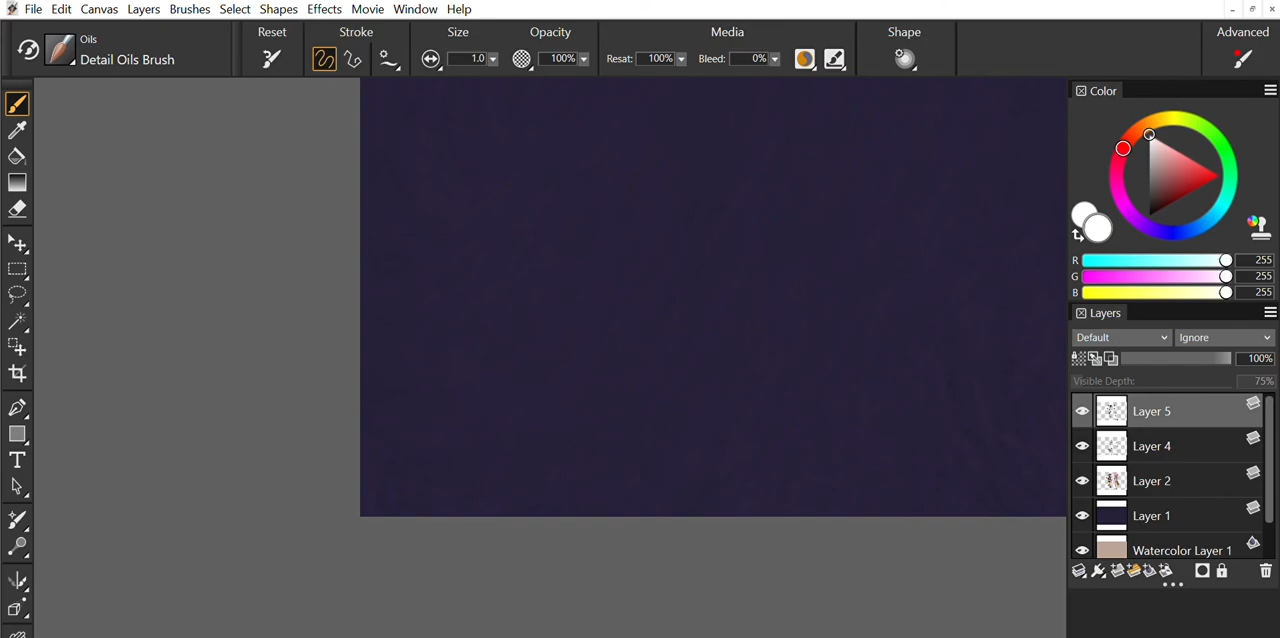 File Edit Canvas Layers Brushes Select Shapes Effects Movie Window Help
Oils
Detail Oils Brush
Reset Stroke Size Opacity Media Shape Advanced
1.0 100% Resat: 100% Bleed: 0%
Color
R 255
G 255
B 255
Layers
Default Ignore
100%
Visible Depth: 75%
Layer 5
Layer 4
Layer 2
Layer 1
Watercolor Layer 1
T